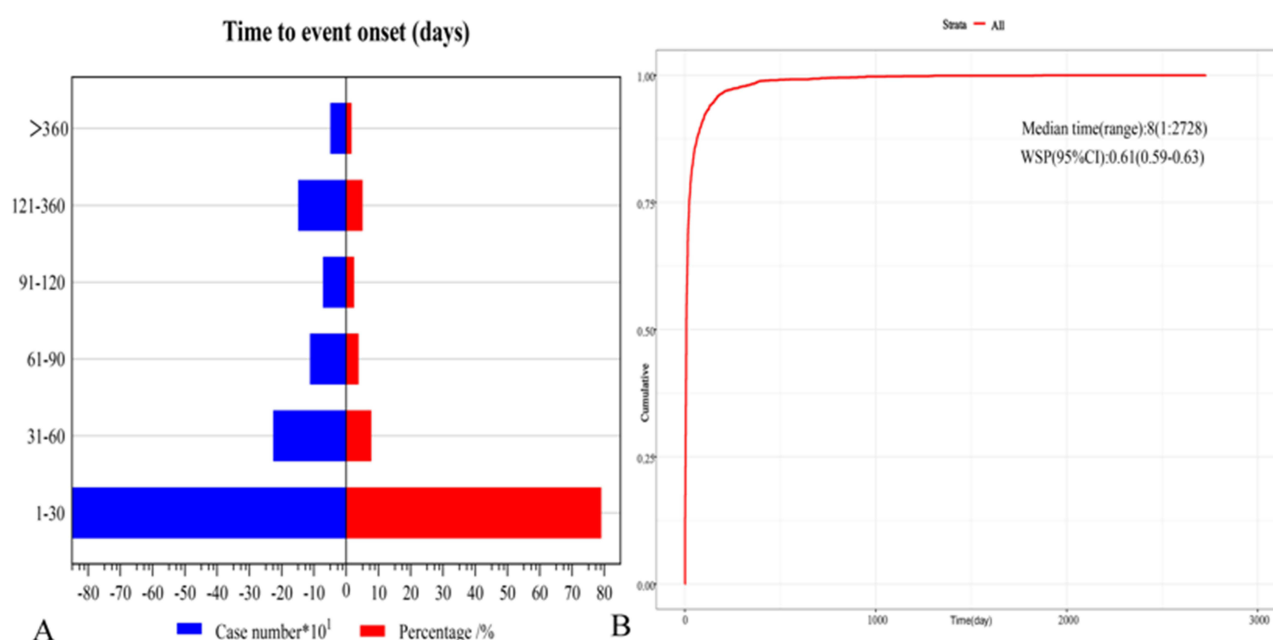 Time to event onset (days)
>360
121-360
91-120
61-90
31-60
1-30
-80 -70 -60 -50 -40 -30 -20 -10 0 10 20 30 40 50 60 70 80
Case number*10¹ Percentage /%
A
Strata All
1.00
0.75
0.50
0.25
0.00
Cumulative
Median time(range):8(1:2728)
WSP(95%CI):0.61(0.59-0.63)
0 1000 2000 3000
Time(day)
B